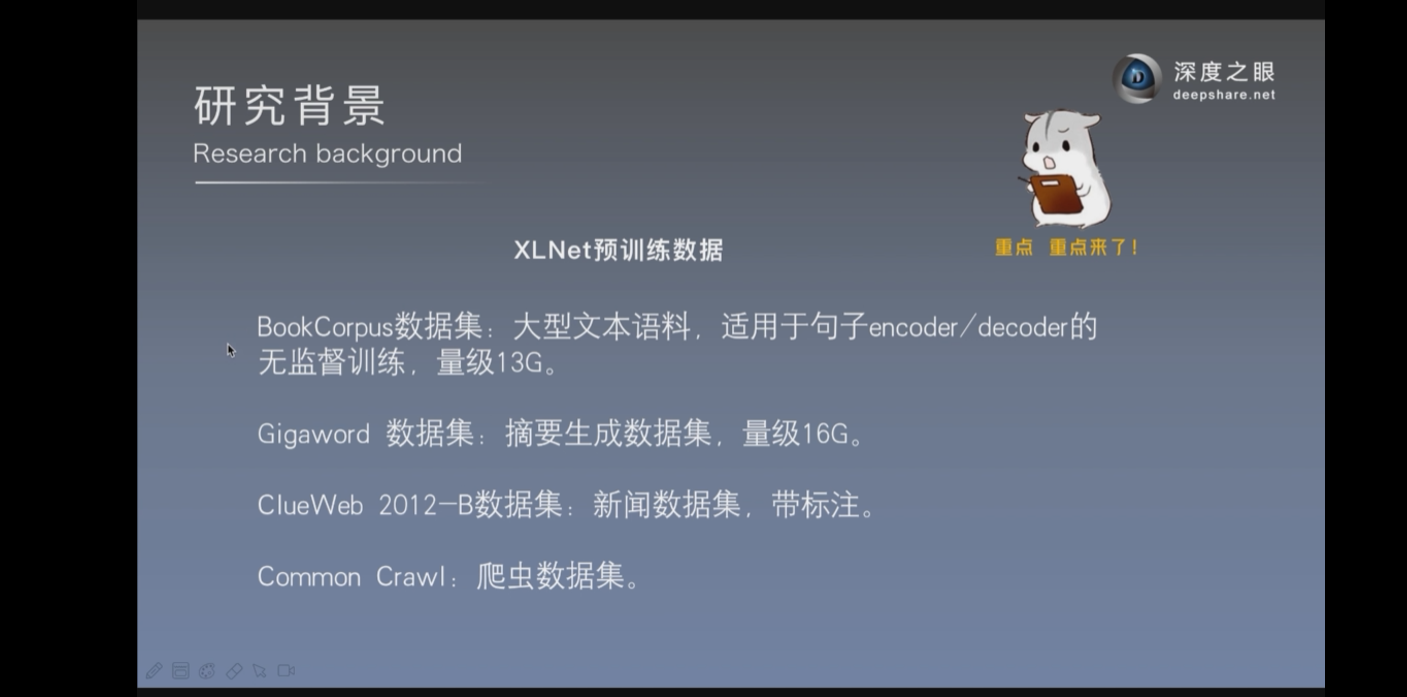 深度之眼
deepshare.net
研究背景
Research background
重点 重点来了!
XLNet预训练数据
BookCorpus数据集：大型文本语料，适用于句子encoder/decoder的
无监督训练，量级13G。
Gigaword 数据集：摘要生成数据集，量级16G。
ClueWeb 2012-B数据集：新闻数据集，带标注。
Common Crawl：爬虫数据集。